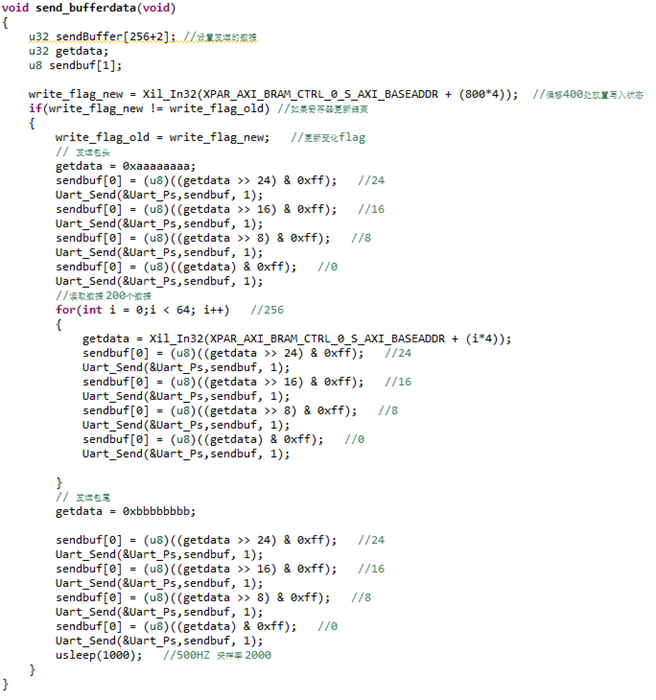 void send_bufferdata(void)
{
    u32 sendBuffer[256+2]; //设置发送的数据
    u32 getdata;
    u8 sendbuf[1];

    write_flag_new = Xil_In32(XPAR_AXI_BRAM_CTRL_0_S_AXI_BASEADDR + (800*4));  //偏移400处放置写入状态
    if(write_flag_new != write_flag_old) //如果寄存器更新结束
    {
        write_flag_old = write_flag_new;   //更新变化flag
        // 发送包头
        getdata = 0xaaaaaaaa;
        sendbuf[0] = (u8)((getdata >> 24) & 0xff);   //24
        Uart_Send(&Uart_Ps,sendbuf, 1);
        sendbuf[0] = (u8)((getdata >> 16) & 0xff);   //16
        Uart_Send(&Uart_Ps,sendbuf, 1);
        sendbuf[0] = (u8)((getdata >> 8) & 0xff);   //8
        Uart_Send(&Uart_Ps,sendbuf, 1);
        sendbuf[0] = (u8)((getdata) & 0xff);   //0
        Uart_Send(&Uart_Ps,sendbuf, 1);
        //读取数据 200个数据
        for(int i = 0;i < 64; i++)   //256
        {
            getdata = Xil_In32(XPAR_AXI_BRAM_CTRL_0_S_AXI_BASEADDR + (i*4));
            sendbuf[0] = (u8)((getdata >> 24) & 0xff);   //24
            Uart_Send(&Uart_Ps,sendbuf, 1);
            sendbuf[0] = (u8)((getdata >> 16) & 0xff);   //16
            Uart_Send(&Uart_Ps,sendbuf, 1);
            sendbuf[0] = (u8)((getdata >> 8) & 0xff);   //8
            Uart_Send(&Uart_Ps,sendbuf, 1);
            sendbuf[0] = (u8)((getdata) & 0xff);   //0
            Uart_Send(&Uart_Ps,sendbuf, 1);

        }
        // 发送包尾
        getdata = 0xbbbbbbbb;

        sendbuf[0] = (u8)((getdata >> 24) & 0xff);   //24
        Uart_Send(&Uart_Ps,sendbuf, 1);
        sendbuf[0] = (u8)((getdata >> 16) & 0xff);   //16
        Uart_Send(&Uart_Ps,sendbuf, 1);
        sendbuf[0] = (u8)((getdata >> 8) & 0xff);   //8
        Uart_Send(&Uart_Ps,sendbuf, 1);
        sendbuf[0] = (u8)((getdata) & 0xff);   //0
        Uart_Send(&Uart_Ps,sendbuf, 1);
        usleep(1000);   //500HZ 采样率2000
    }
}